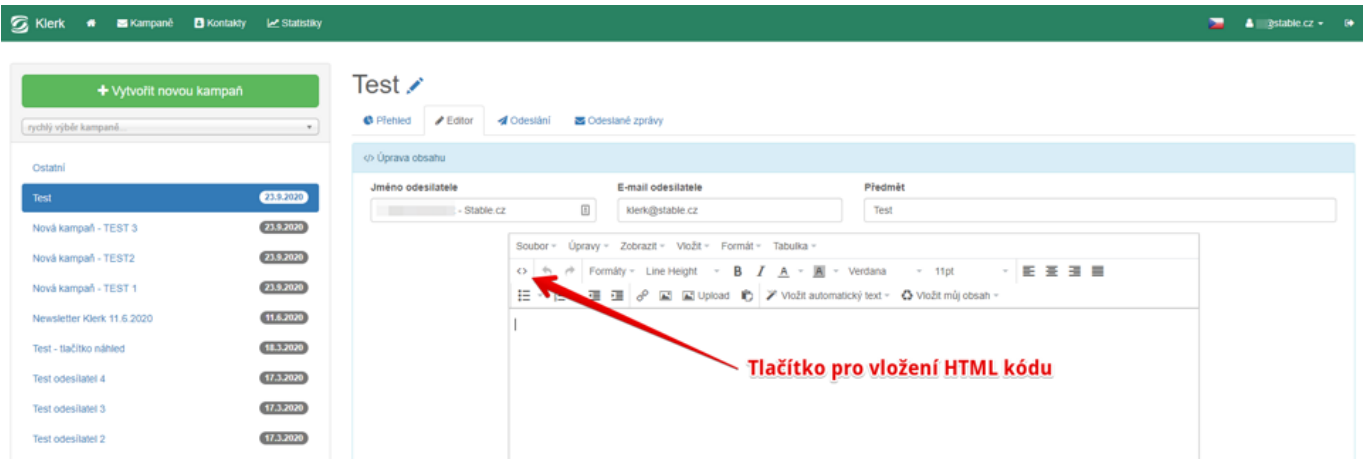 Klerk Kampaně Kontakty Statistiky @stable.cz
+ Vytvořit novou kampaň
rychlý výběr kampaně...
Ostatní
Test 23.9.2020
Nová kampaň - TEST 3 23.9.2020
Nová kampaň - TEST2 23.9.2020
Nová kampaň - TEST 1 23.9.2020
Newsletter Klerk 11.6.2020 11.6.2020
Test - tlačítko náhled 18.3.2020
Test odesílatel 4 17.3.2020
Test odesílatel 3 17.3.2020
Test odesílatel 2 17.3.2020
Test
Přehled Editor Odeslání Odeslané zprávy
</> Úprava obsahu
Jméno odesilatele E-mail odesilatele Předmět
- Stable.cz klerk@stable.cz Test
Soubor Úpravy Zobrazit Vložit Formát Tabulka
<> Formáty Line Height B I A A Verdana 11pt
Upload Vložit automatický text Vložit můj obsah
Tlačítko pro vložení HTML kódu